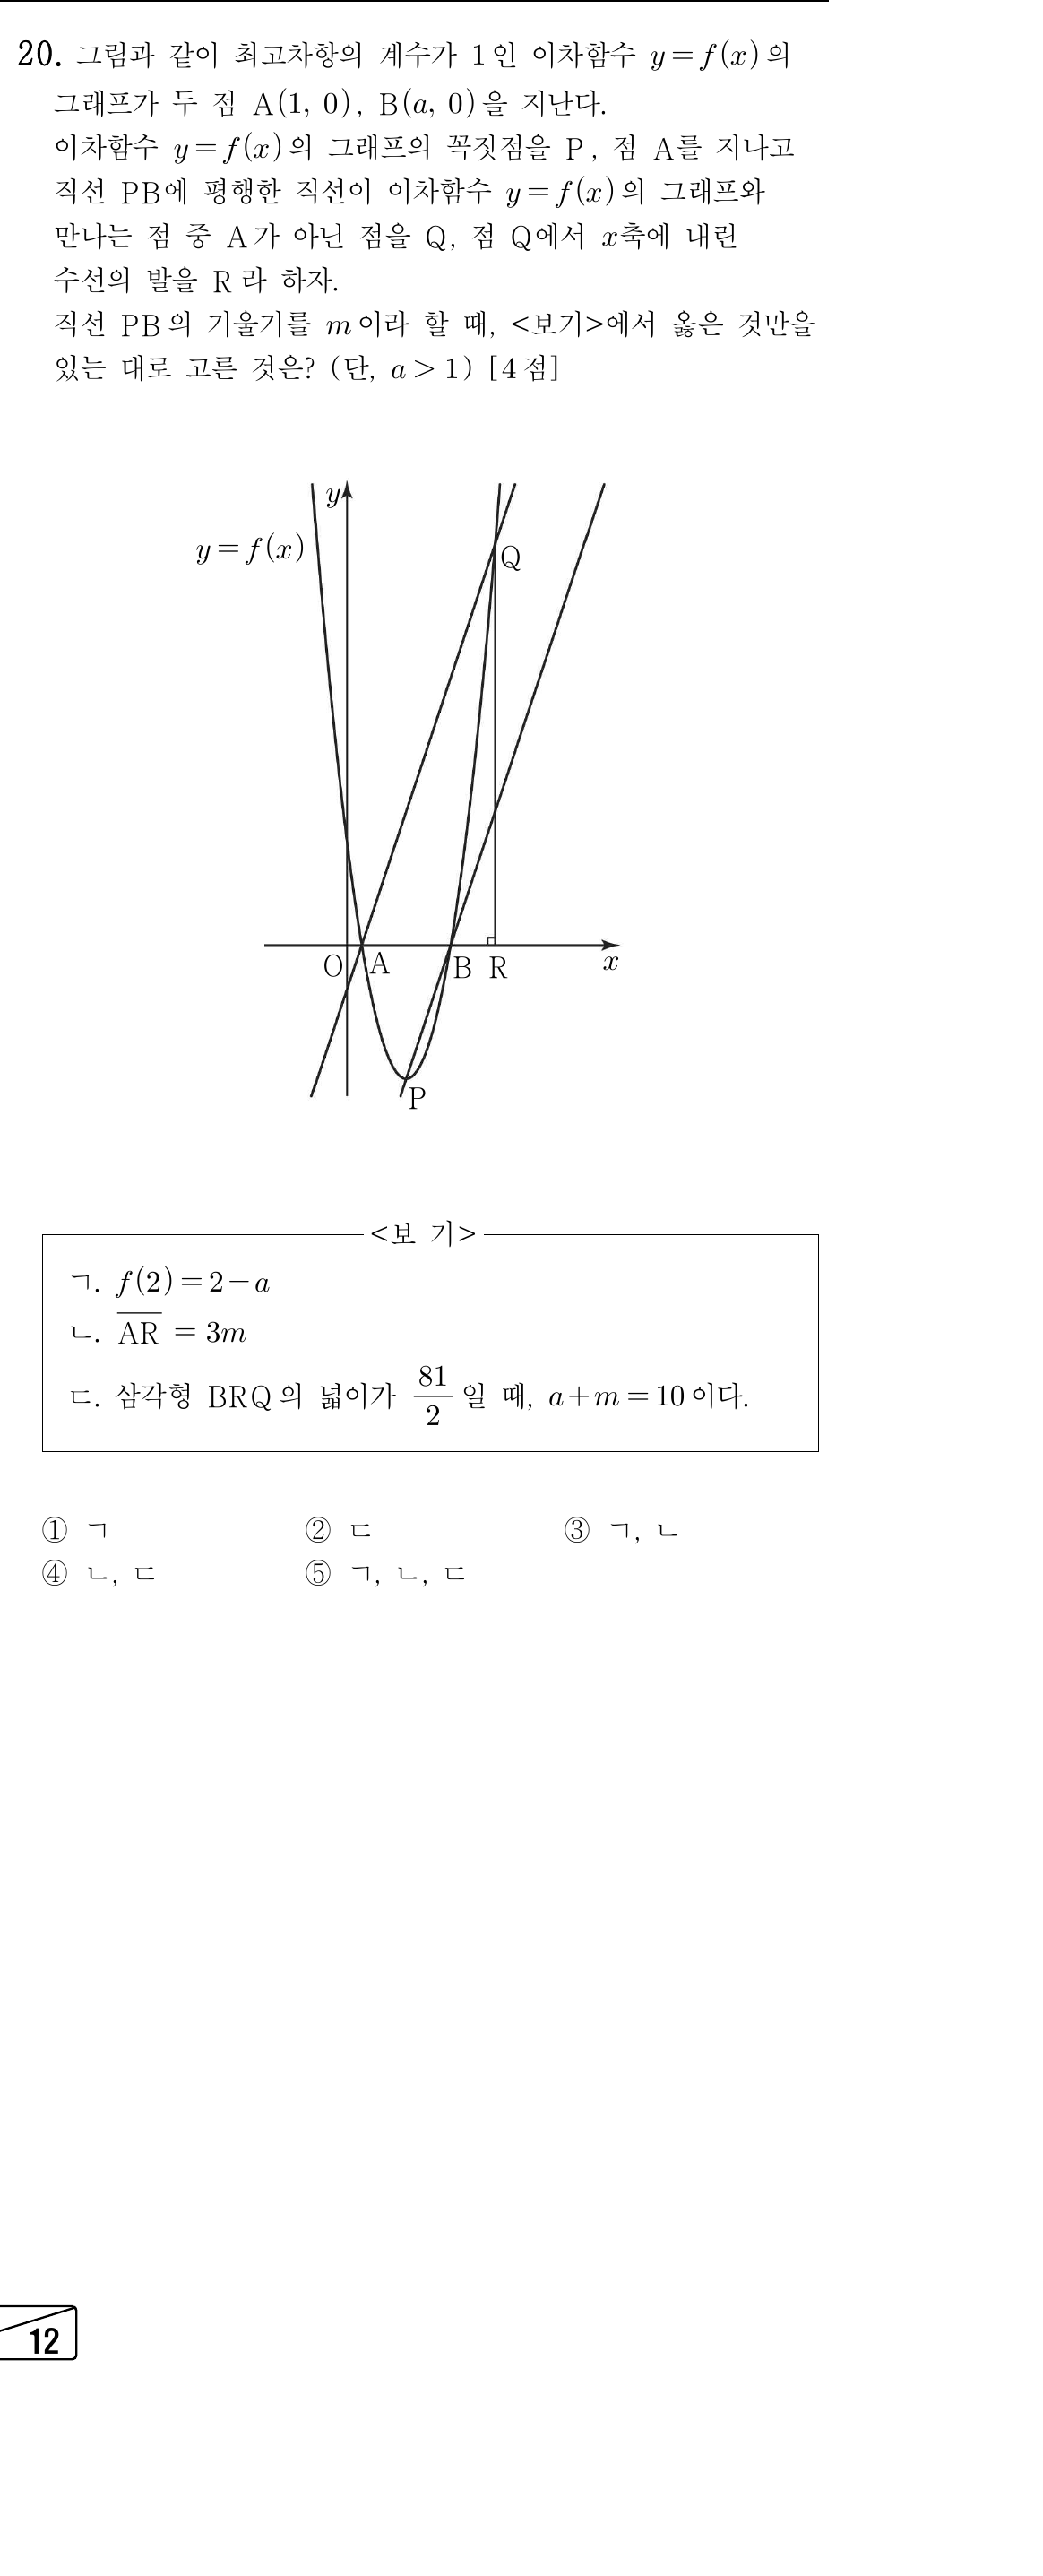 20. 그림과 같이 최고차항의 계수가 1인 이차함수 y=f(x)의
그래프가 두 점 A(1, 0), B(a, 0)을 지난다.
이차함수 y=f(x)의 그래프의 꼭짓점을 P, 점 A를 지나고
직선 PB에 평행한 직선이 이차함수 y=f(x)의 그래프와
만나는 점 중 A가 아닌 점을 Q, 점 Q에서 x축에 내린
수선의 발을 R라 하자.
직선 PB의 기울기를 m이라 할 때, <보기>에서 옳은 것만을
있는 대로 고른 것은? (단, a>1) [4점]
y
y=f(x)
Q
O A B R x
P
<보 기>
ㄱ. f(2)=2-a
ㄴ. \overline{AR} = 3m
ㄷ. 삼각형 BRQ의 넓이가 81/2일 때, a+m=10이다.
① ㄱ ② ㄷ ③ ㄱ, ㄴ
④ ㄴ, ㄷ ⑤ ㄱ, ㄴ, ㄷ
12